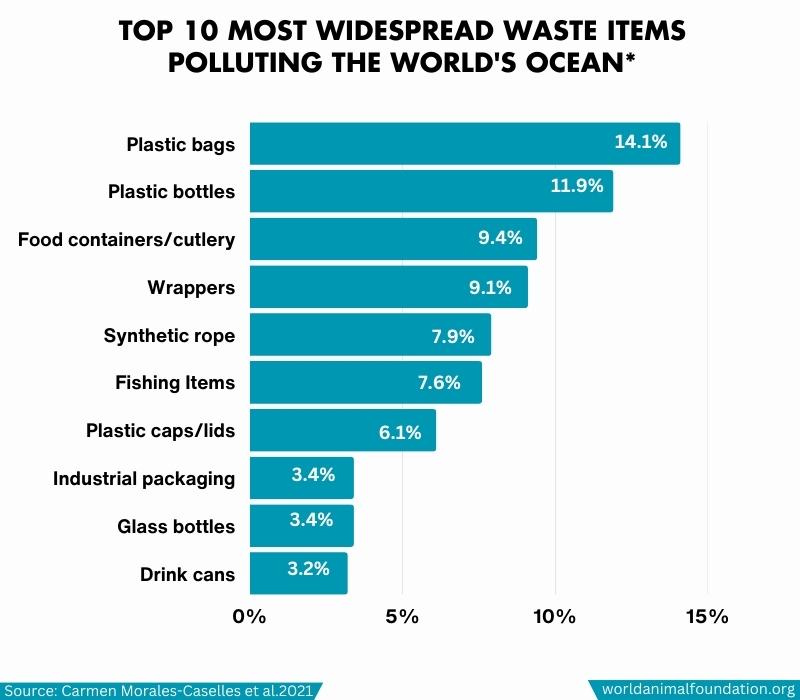 TOP 10 MOST WIDESPREAD WASTE ITEMS
POLLUTING THE WORLD'S OCEAN*
Plastic bags 14.1%
Plastic bottles 11.9%
Food containers/cutlery 9.4%
Wrappers 9.1%
Synthetic rope 7.9%
Fishing Items 7.6%
Plastic caps/lids 6.1%
Industrial packaging 3.4%
Glass bottles 3.4%
Drink cans 3.2%
0% 5% 10% 15%
Source: Carmen Morales-Caselles et al.2021
worldanimalfoundation.org